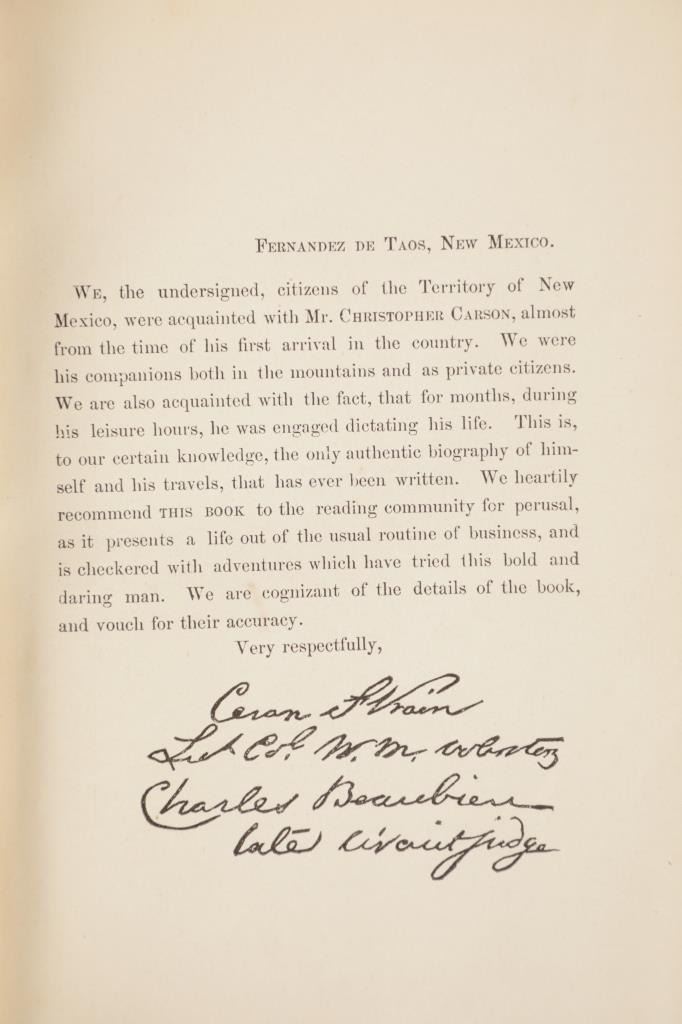 FERNANDEZ DE TAOS, NEW MEXICO.
WE, the undersigned, citizens of the Territory of New
Mexico, were acquainted with Mr. CHRISTOPHER CARSON, almost
from the time of his first arrival in the country. We were
his companions both in the mountains and as private citizens.
We are also acquainted with the fact, that for months, during
his leisure hours, he was engaged dictating his life. This is,
to our certain knowledge, the only authentic biography of him-
self and his travels, that has ever been written. We heartily
recommend THIS BOOK to the reading community for perusal,
as it presents a life out of the usual routine of business, and
is checkered with adventures which have tried this bold and
daring man. We are cognizant of the details of the book,
and vouch for their accuracy.
Very respectfully,
Ceran St Vrain
Lieut Col. N. M. volunteers
Charles Beaubien
late circuit judge